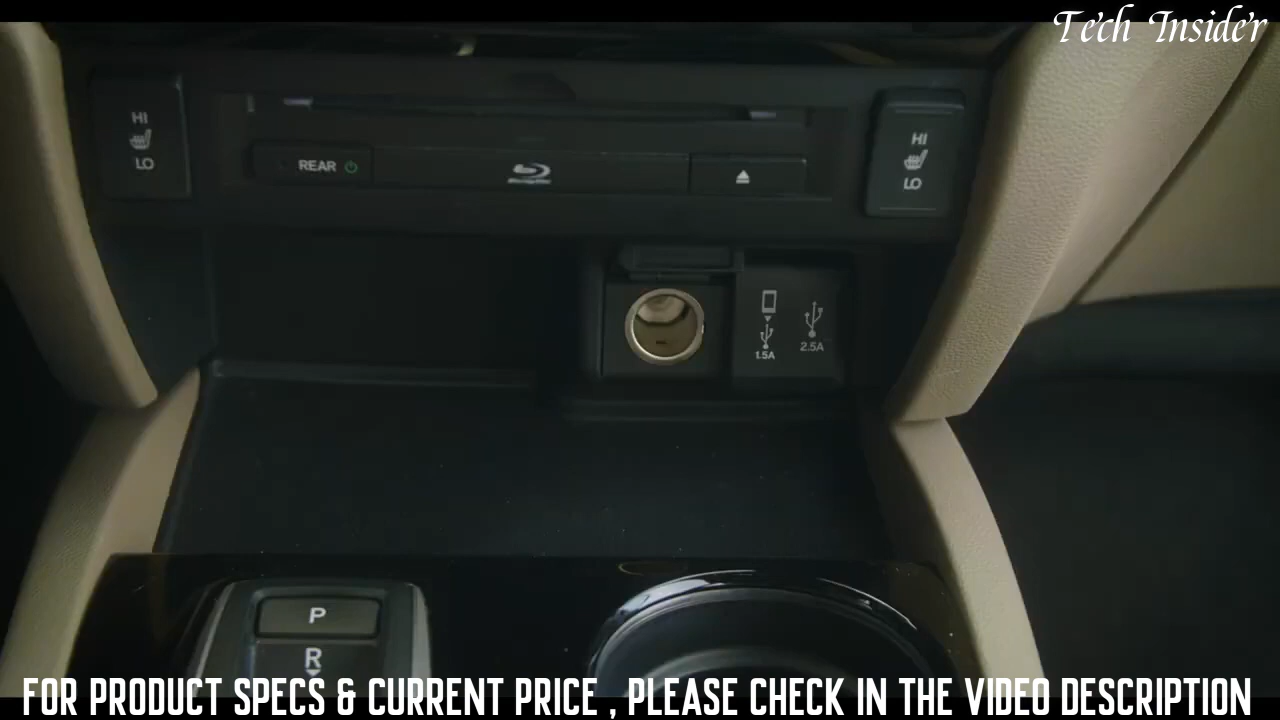 Tech Insider
HI
LO
REAR
HI
LO
1.5A
2.5A
P
R
FOR PRODUCT SPECS & CURRENT PRICE , PLEASE CHECK IN THE VIDEO DESCRIPTION